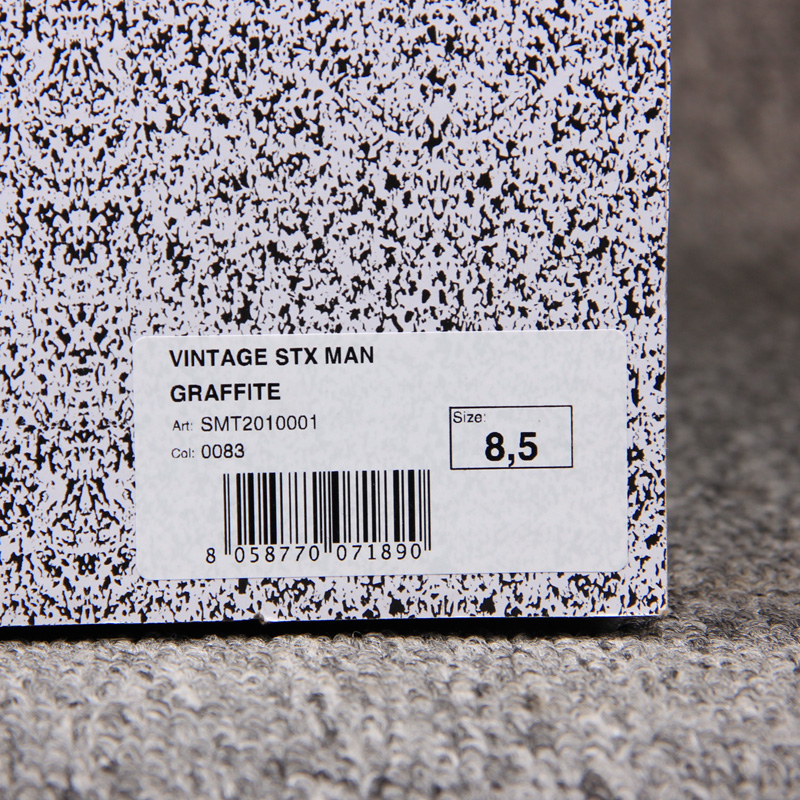 VINTAGE STX MAN
GRAFFITE
Art: SMT2010001
Col: 0083
Size:
8,5
8 058770 071890